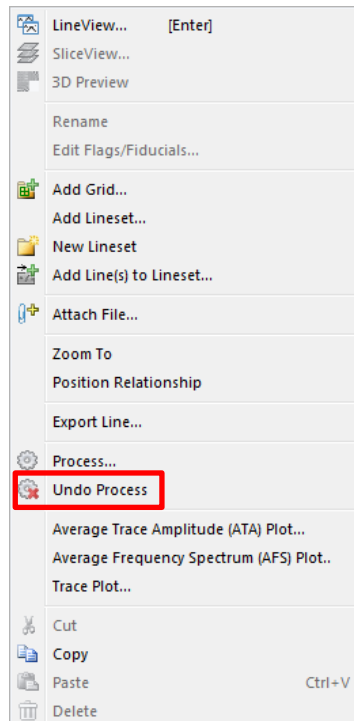 LineView... [Enter]
SliceView...
3D Preview
Rename
Edit Flags/Fiducials...
Add Grid...
Add Lineset...
New Lineset
Add Line(s) to Lineset...
Attach File...
Zoom To
Position Relationship
Export Line...
Process...
Undo Process
Average Trace Amplitude (ATA) Plot...
Average Frequency Spectrum (AFS) Plot..
Trace Plot...
Cut
Copy
Paste Ctrl+V
Delete